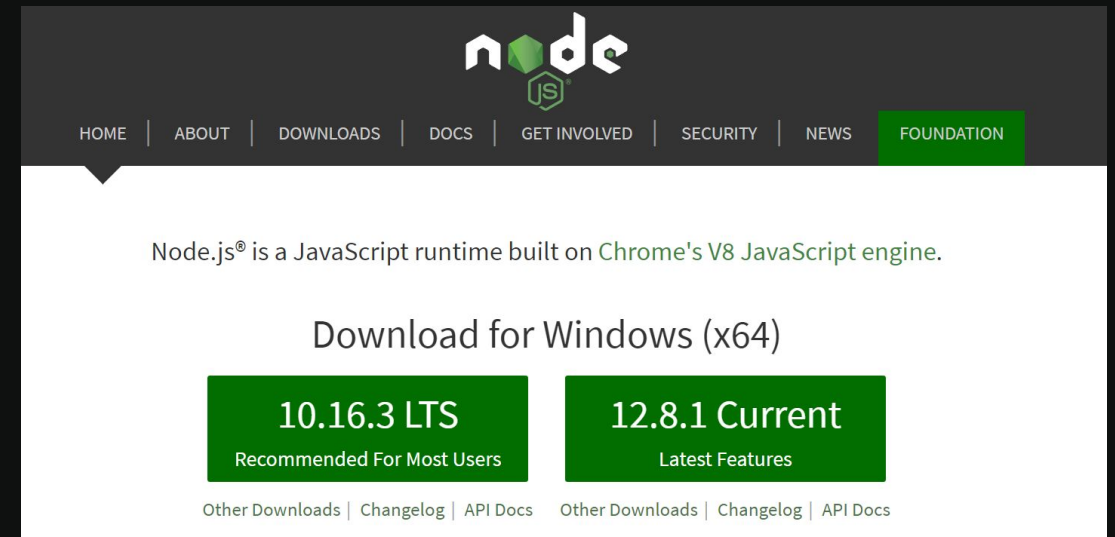 node
JS
HOME | ABOUT | DOWNLOADS | DOCS | GET INVOLVED | SECURITY | NEWS FOUNDATION
Node.js® is a JavaScript runtime built on Chrome's V8 JavaScript engine.
Download for Windows (x64)
10.16.3 LTS
Recommended For Most Users
12.8.1 Current
Latest Features
Other Downloads | Changelog | API Docs
Other Downloads | Changelog | API Docs